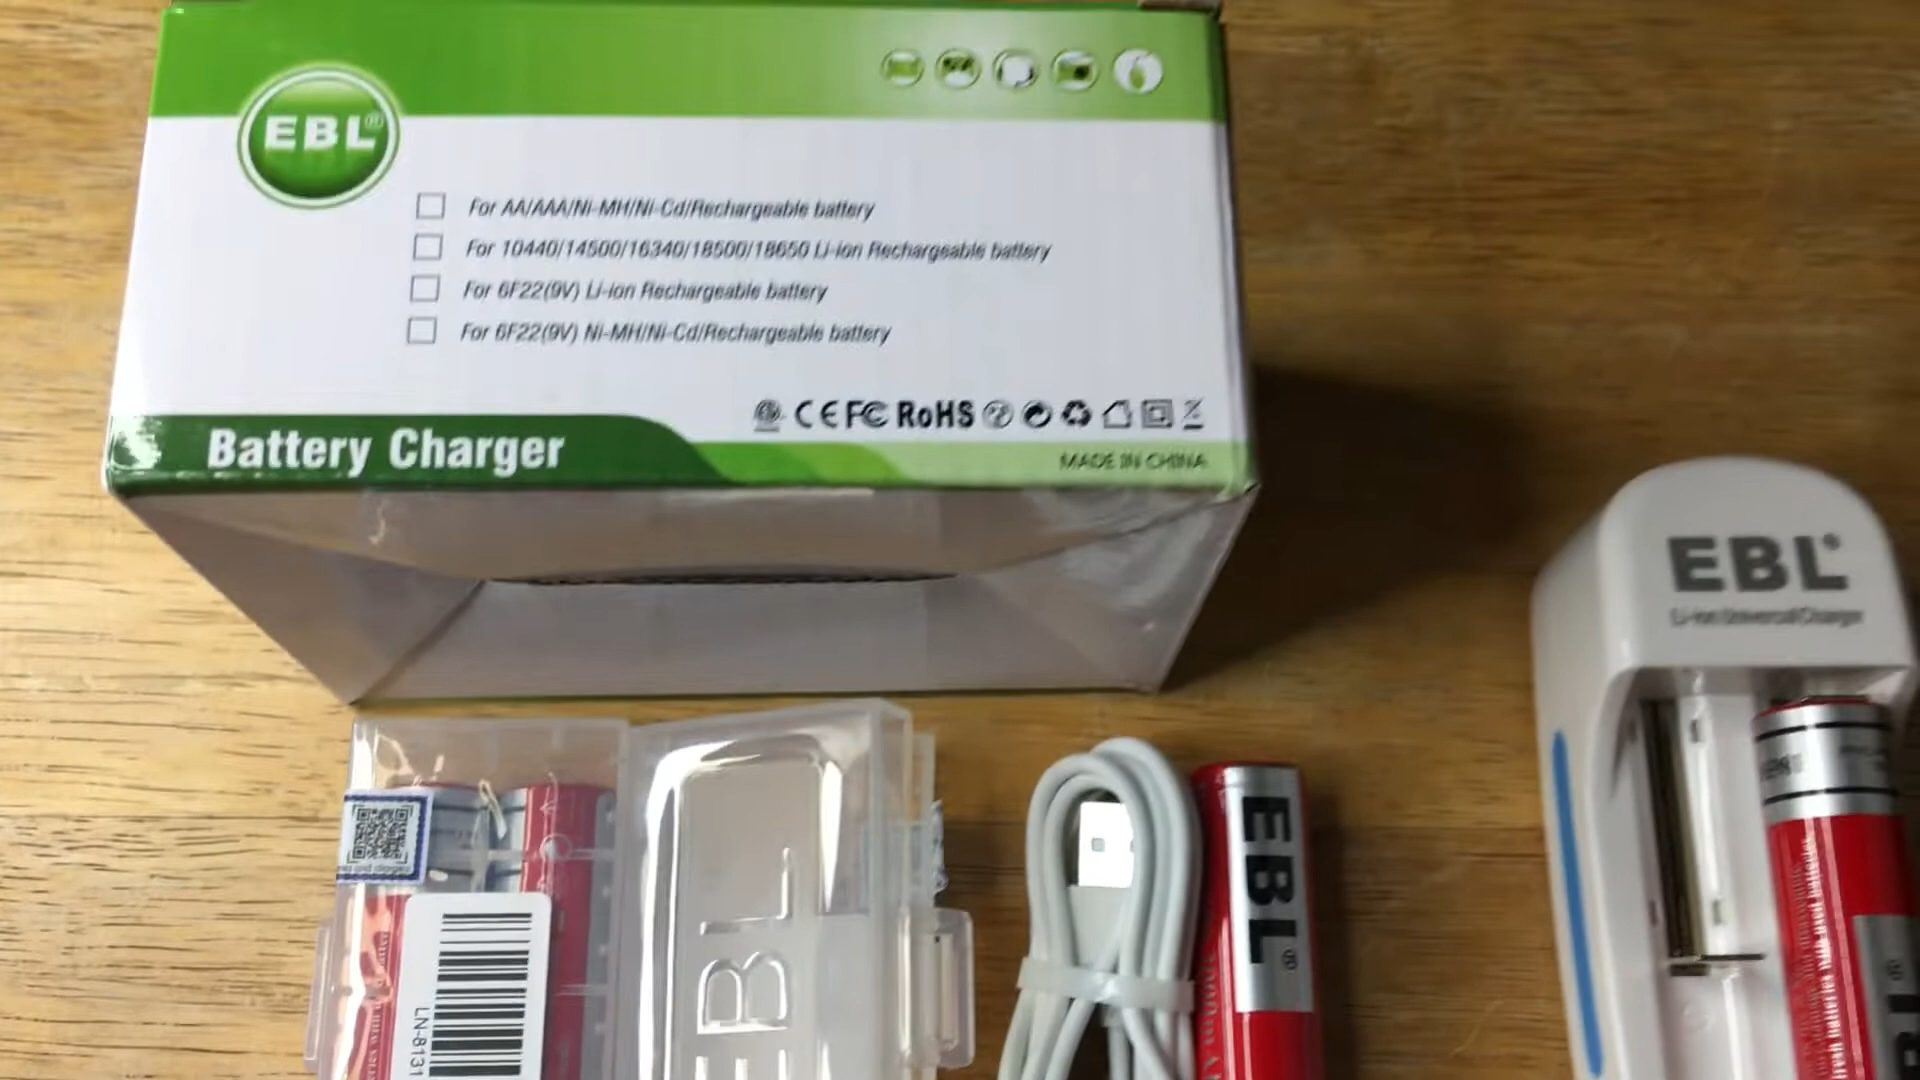 EBL®
For AA/AAA/Ni-MH/Ni-Cd/Rechargeable battery
For 10440/14500/16340/18500/18650 Li-ion Rechargeable battery
For 6F22(9V) Li-ion Rechargeable battery
For 6F22(9V) Ni-MH/Ni-Cd/Rechargeable battery
CE FC RoHS
Battery Charger
MADE IN CHINA
EBL®
Li-ion Universal Charger
EBL®
EBL
LN-8131